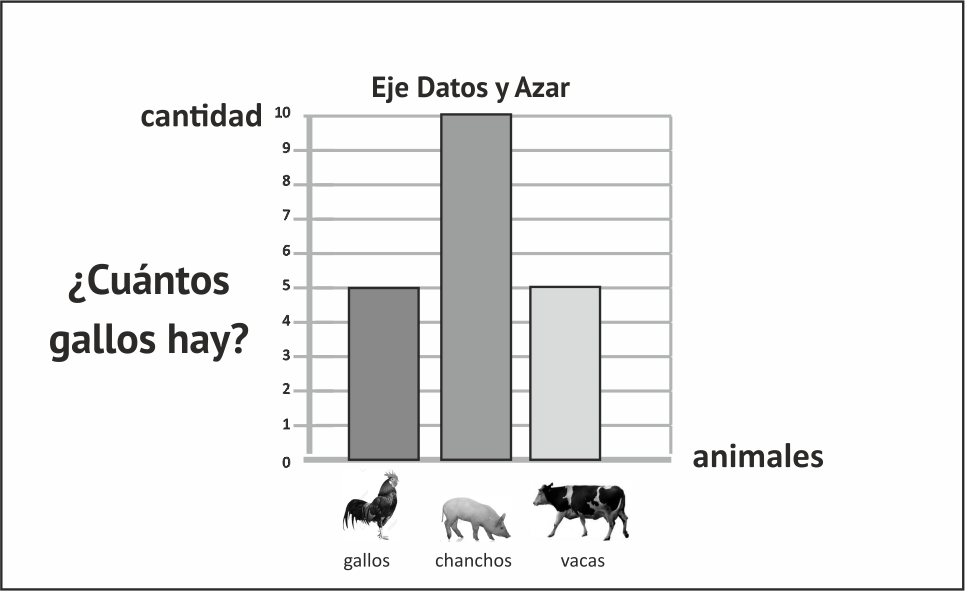 Eje Datos y Azar
cantidad
10
9
8
7
6
5
4
3
2
1
0
¿Cuántos
gallos hay?
animales
gallos chanchos vacas